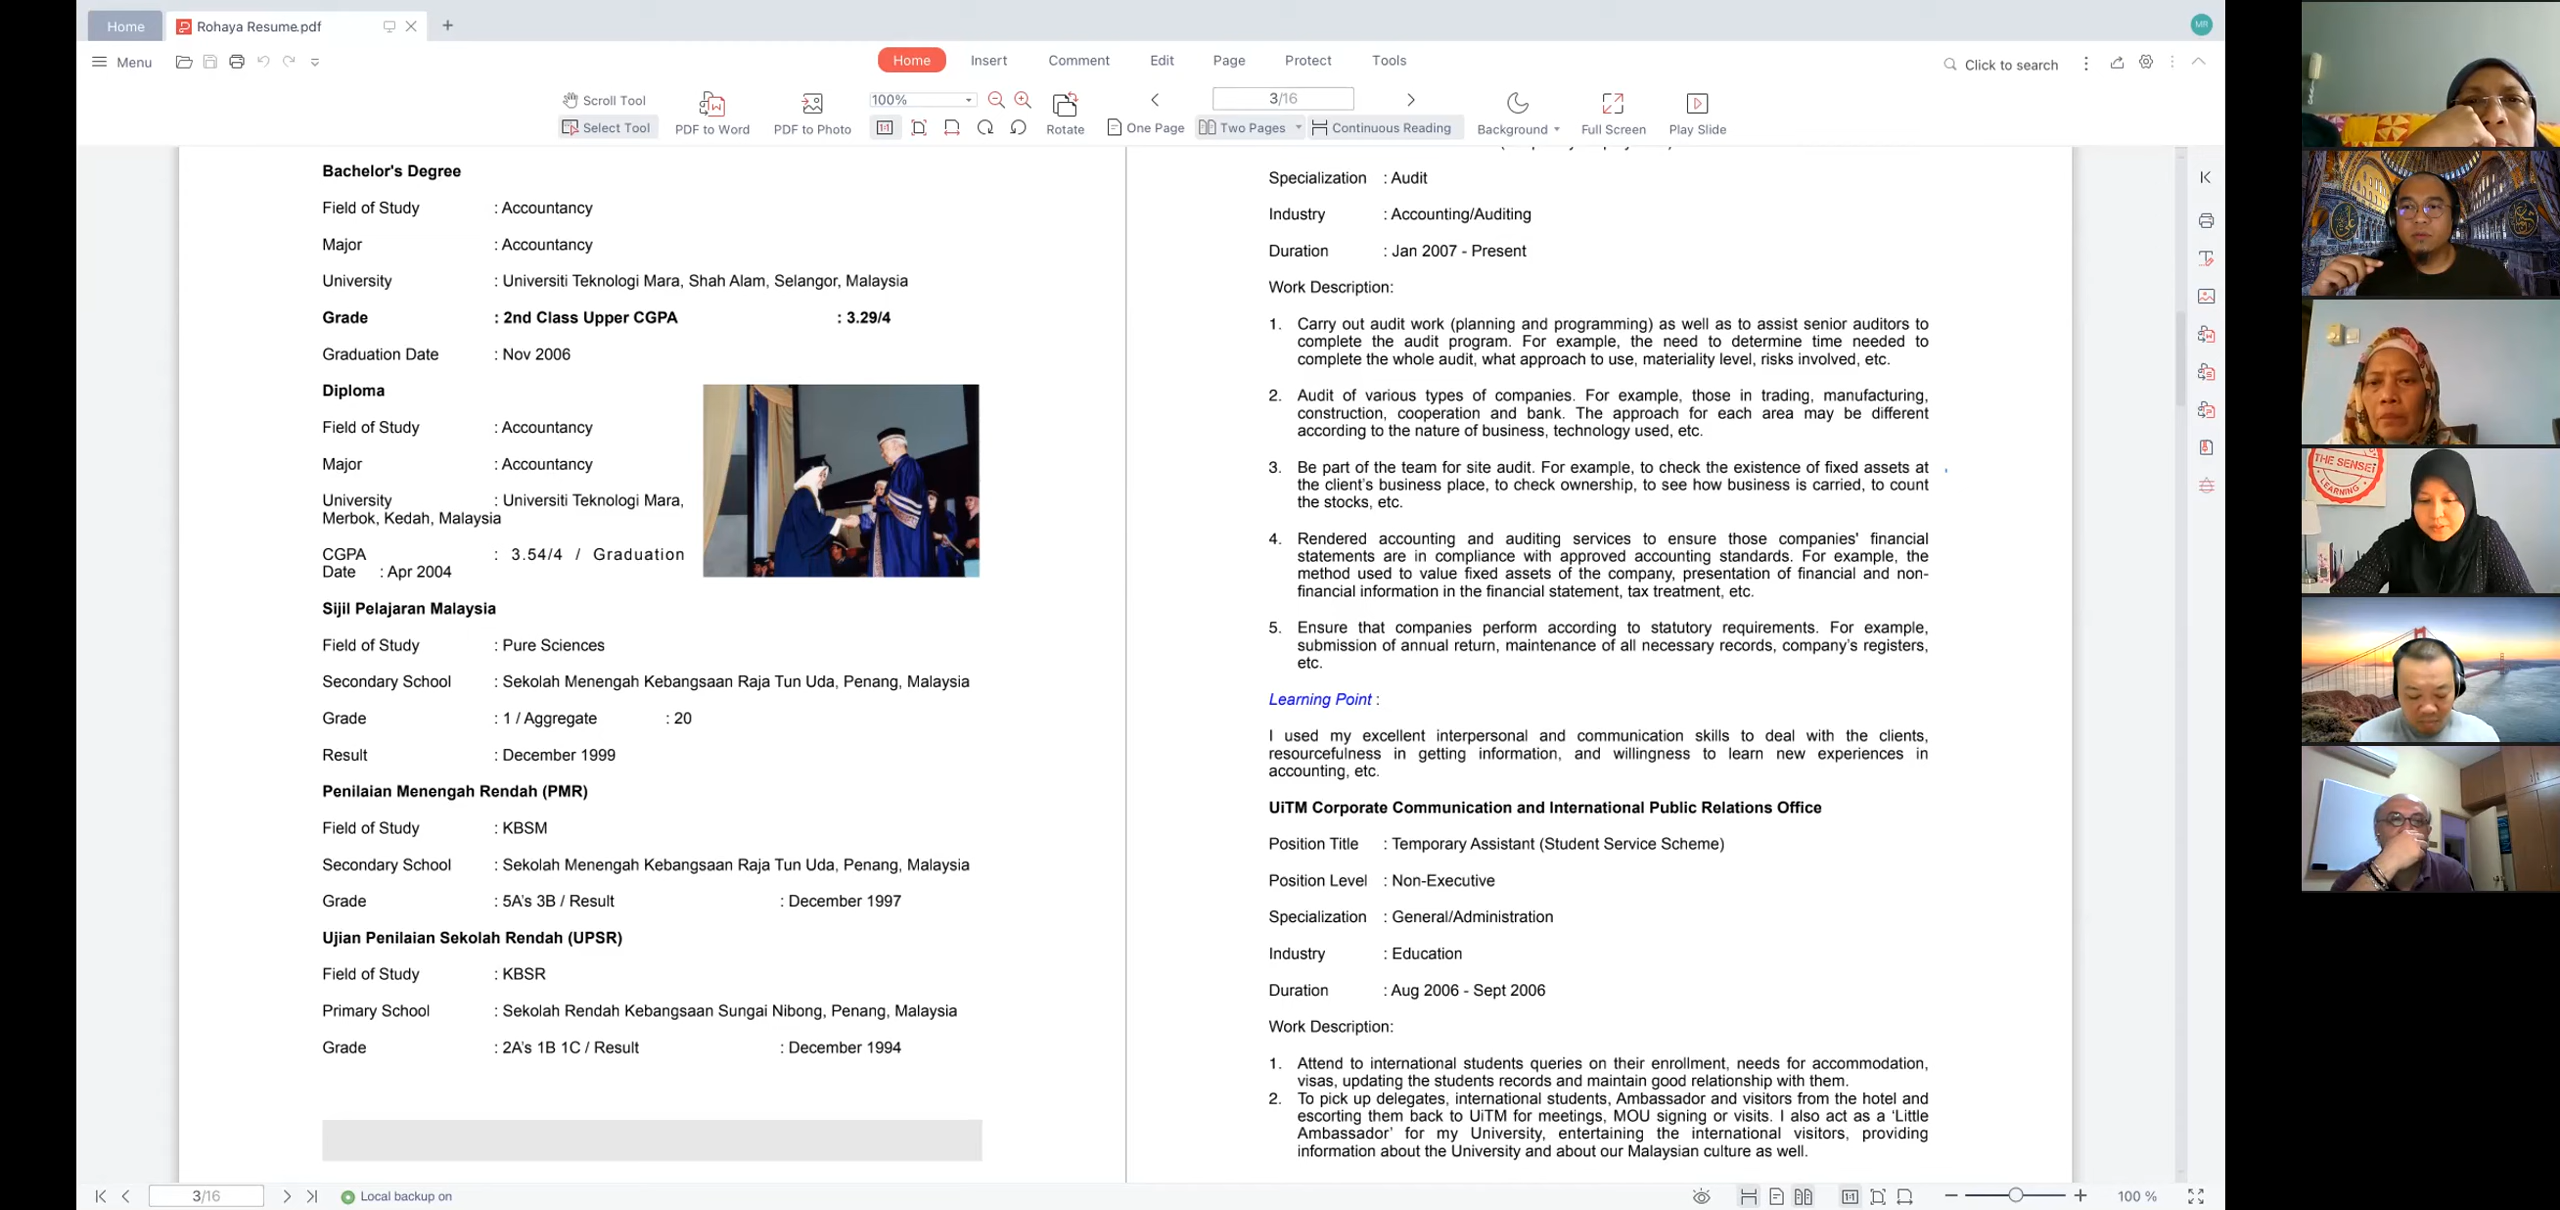 Home
Rohaya Resume.pdf
MR
Menu
Home Insert Comment Edit Page Protect Tools
Click to search
Scroll Tool
Select Tool
PDF to Word
PDF to Photo
100%
3/16
Rotate
One Page
Two Pages
Continuous Reading
Background
Full Screen
Play Slide
Bachelor's Degree
Field of Study : Accountancy
Major : Accountancy
University : Universiti Teknologi Mara, Shah Alam, Selangor, Malaysia
Grade : 2nd Class Upper CGPA : 3.29/4
Graduation Date : Nov 2006
Diploma
Field of Study : Accountancy
Major : Accountancy
University : Universiti Teknologi Mara,
Merbok, Kedah, Malaysia
CGPA : 3.54/4 / Graduation
Date : Apr 2004
Sijil Pelajaran Malaysia
Field of Study : Pure Sciences
Secondary School : Sekolah Menengah Kebangsaan Raja Tun Uda, Penang, Malaysia
Grade : 1 / Aggregate : 20
Result : December 1999
Penilaian Menengah Rendah (PMR)
Field of Study : KBSM
Secondary School : Sekolah Menengah Kebangsaan Raja Tun Uda, Penang, Malaysia
Grade : 5A's 3B / Result : December 1997
Ujian Penilaian Sekolah Rendah (UPSR)
Field of Study : KBSR
Primary School : Sekolah Rendah Kebangsaan Sungai Nibong, Penang, Malaysia
Grade : 2A's 1B 1C / Result : December 1994
Specialization : Audit
Industry : Accounting/Auditing
Duration : Jan 2007 - Present
Work Description:
1. Carry out audit work (planning and programming) as well as to assist senior auditors to
complete the audit program. For example, the need to determine time needed to
complete the whole audit, what approach to use, materiality level, risks involved, etc.
2. Audit of various types of companies. For example, those in trading, manufacturing,
construction, cooperation and bank. The approach for each area may be different
according to the nature of business, technology used, etc.
3. Be part of the team for site audit. For example, to check the existence of fixed assets at
the client's business place, to check ownership, to see how business is carried, to count
the stocks, etc.
4. Rendered accounting and auditing services to ensure those companies' financial
statements are in compliance with approved accounting standards. For example, the
method used to value fixed assets of the company, presentation of financial and non-
financial information in the financial statement, tax treatment, etc.
5. Ensure that companies perform according to statutory requirements. For example,
submission of annual return, maintenance of all necessary records, company's registers,
etc.
Learning Point :
I used my excellent interpersonal and communication skills to deal with the clients,
resourcefulness in getting information, and willingness to learn new experiences in
accounting, etc.
UiTM Corporate Communication and International Public Relations Office
Position Title : Temporary Assistant (Student Service Scheme)
Position Level : Non-Executive
Specialization : General/Administration
Industry : Education
Duration : Aug 2006 - Sept 2006
Work Description:
1. Attend to international students queries on their enrollment, needs for accommodation,
visas, updating the students records and maintain good relationship with them.
2. To pick up delegates, international students, Ambassador and visitors from the hotel and
escorting them back to UiTM for meetings, MOU signing or visits. I also act as a 'Little
Ambassador' for my University, entertaining the international visitors, providing
information about the University and about our Malaysian culture as well.
THE SENSEI
LEARNING
3/16
Local backup on
100 %